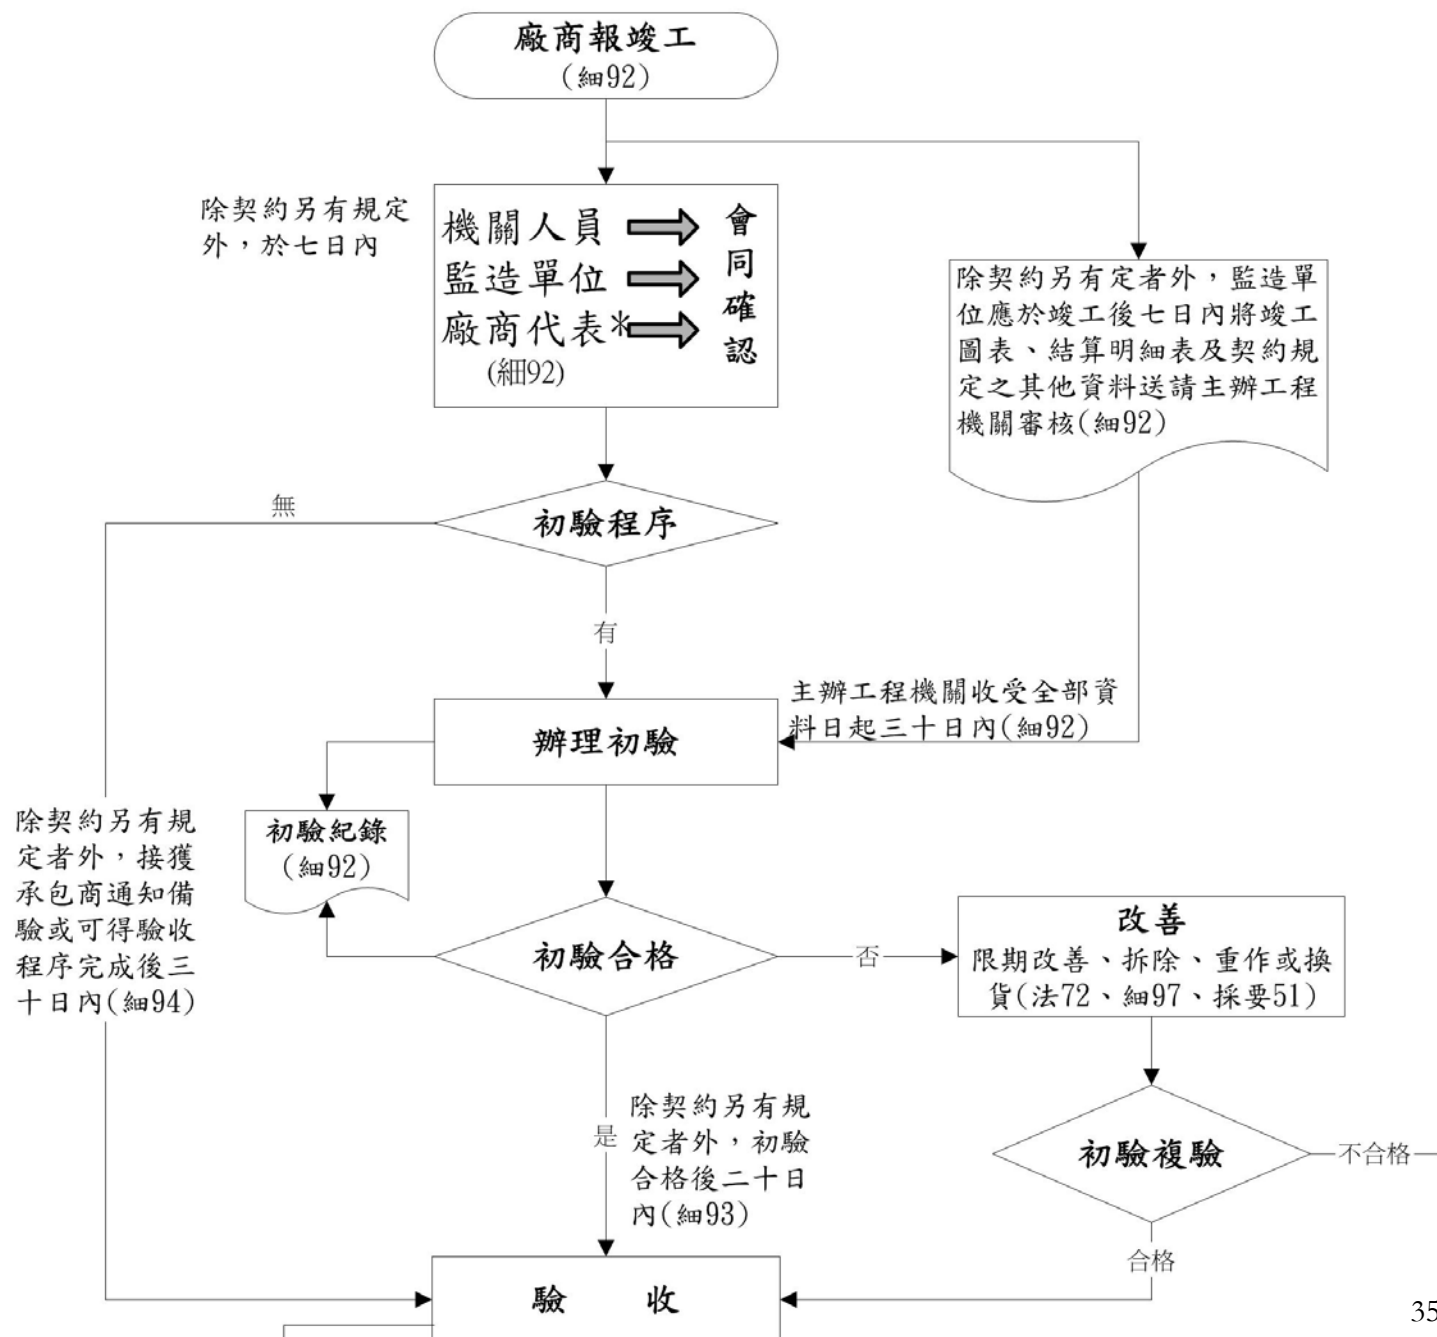 廠商報竣工
(細92)
除契約另有規定
外，於七日內
機關人員
監造單位
廠商代表*
(細92)
會
同
確
認
除契約另有定者外，監造單
位應於竣工後七日內將竣工
圖表、結算明細表及契約規
定之其他資料送請主辦工程
機關審核(細92)
初驗程序
無
有
主辦工程機關收受全部資
料日起三十日內(細92)
辦理初驗
初驗紀錄
(細92)
除契約另有規
定者外，接獲
承包商通知備
驗或可得驗收
程序完成後三
十日內(細94)
初驗合格
否
改善
限期改善、拆除、重作或換
貨(法72、細97、採要51)
是
除契約另有規
定者外，初驗
合格後二十日
內(細93)
初驗複驗
不合格
合格
驗 收
35